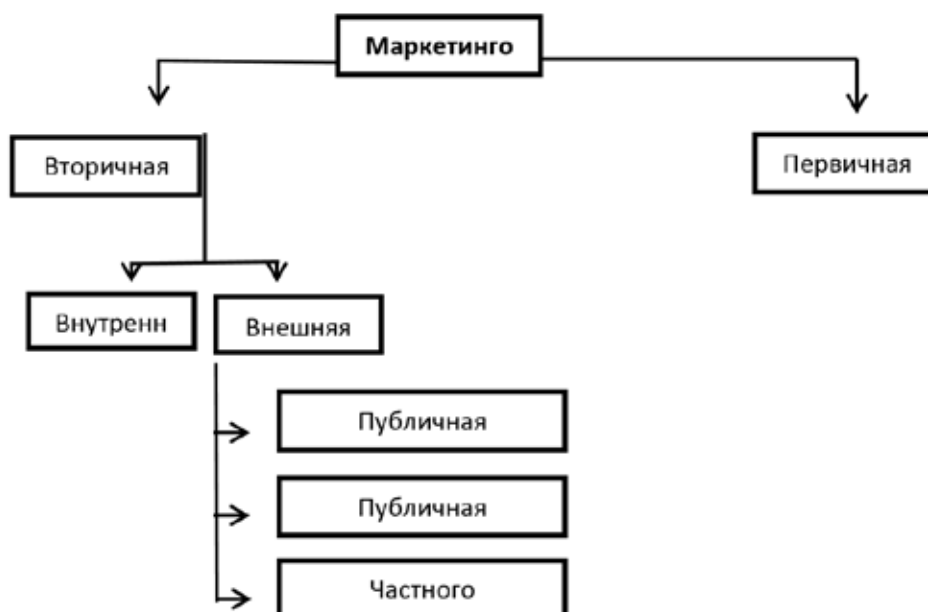 Маркетинго
Вторичная
Первичная
Внутренн
Внешняя
Публичная
Публичная
Частного